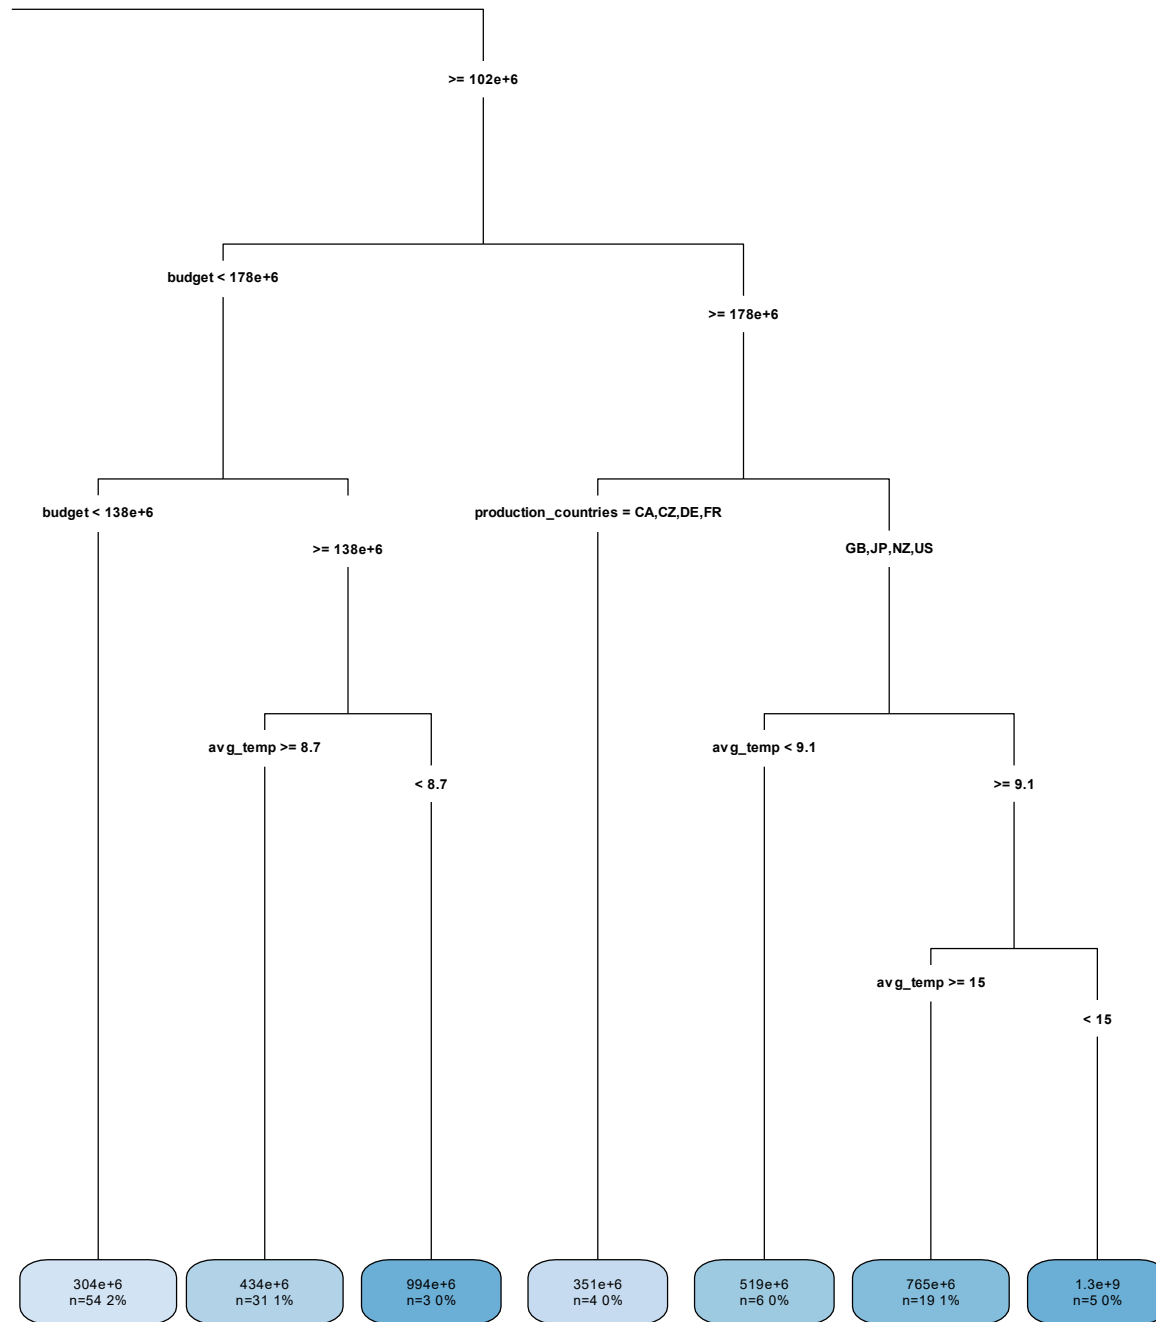 >= 102e+6
budget < 178e+6
>= 178e+6
budget < 138e+6
>= 138e+6
production_countries = CA,CZ,DE,FR
GB,JP,NZ,US
avg_temp >= 8.7
< 8.7
avg_temp < 9.1
>= 9.1
avg_temp >= 15
< 15
304e+6
n=54 2%
434e+6
n=31 1%
994e+6
n=3 0%
351e+6
n=4 0%
519e+6
n=6 0%
765e+6
n=19 1%
1.3e+9
n=5 0%